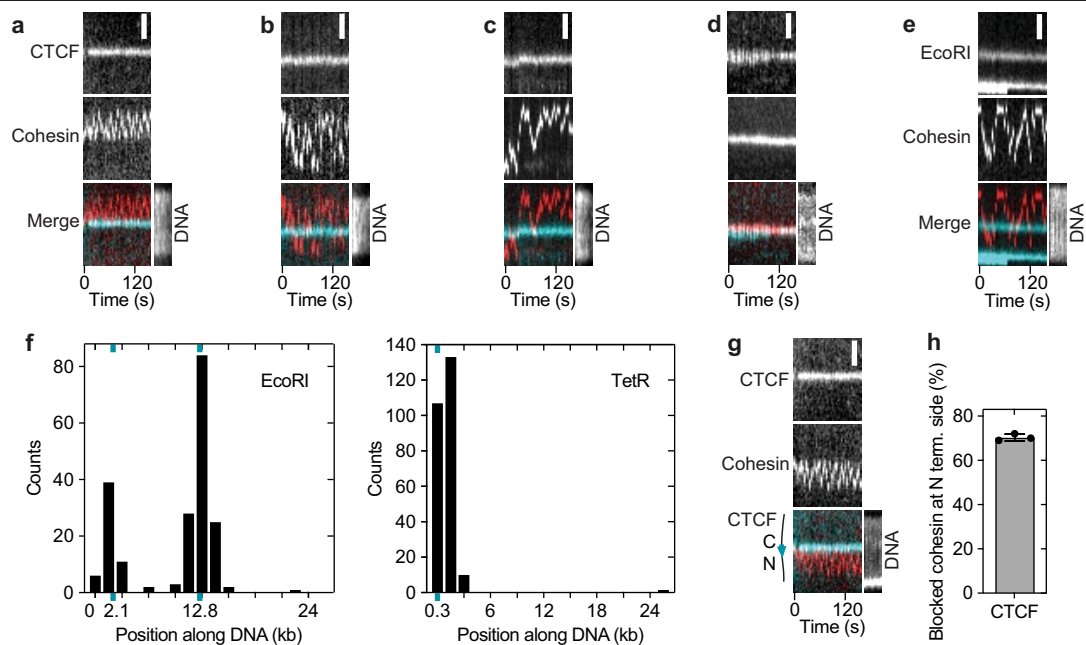 a
b
c
d
e
CTCF
EcoRI
Cohesin
Cohesin
Merge
DNA
DNA
DNA
DNA
Merge
DNA
0 120
0 120
0 120
0 120
0 120
Time (s)
Time (s)
Time (s)
Time (s)
Time (s)
f
EcoRI
Counts
80
60
40
20
0
0 2.1 12.8 24
Position along DNA (kb)
TetR
Counts
140
120
100
80
60
40
20
0
0.3 6 12 18 24
Position along DNA (kb)
g
CTCF
Cohesin
CTCF
C
N
DNA
0 120
Time (s)
h
Blocked cohesin at N term. side (%)
80
60
40
20
0
CTCF